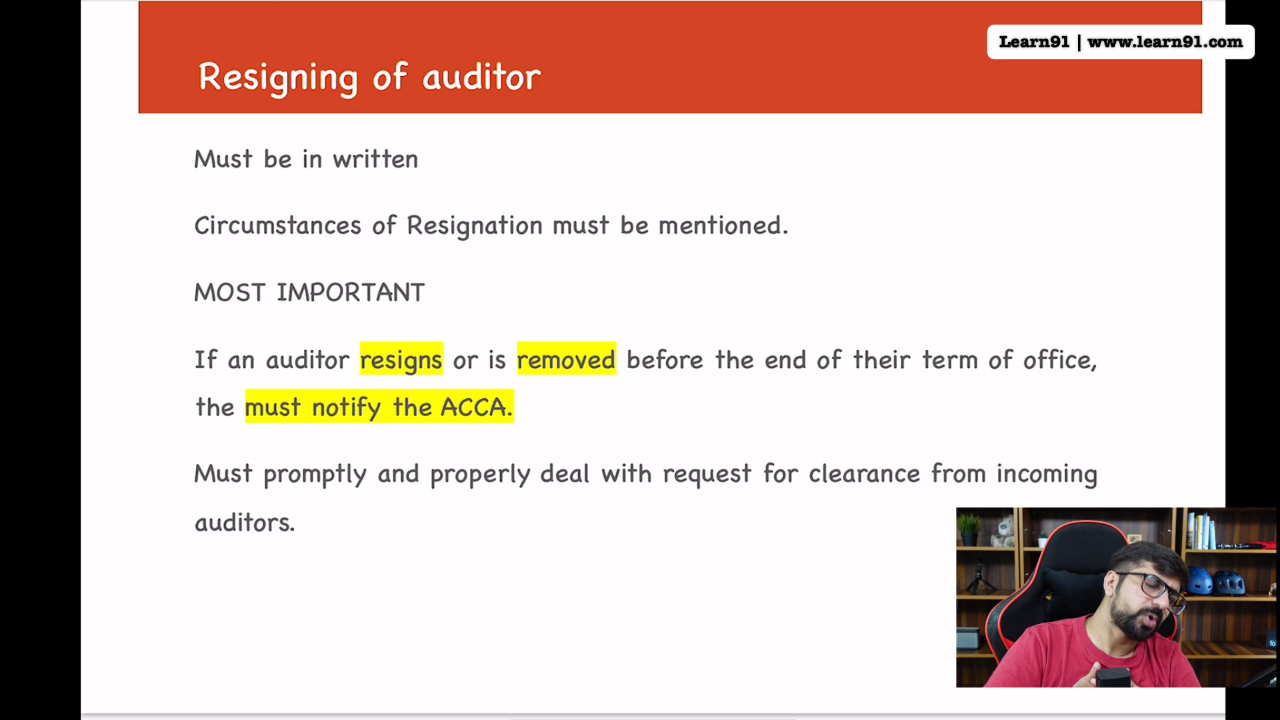 Learn91 | www.learn91.com
Resigning of auditor
Must be in written
Circumstances of Resignation must be mentioned.
MOST IMPORTANT
If an auditor resigns or is removed before the end of their term of office,
the must notify the ACCA.
Must promptly and properly deal with request for clearance from incoming
auditors.